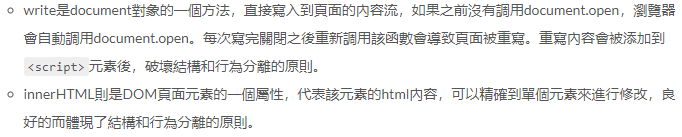 write是document對象的一個方法，直接寫入到頁面的內容流，如果之前沒有調用document.open，瀏覽器
會自動調用document.open。每次寫完關閉之後重新調用該函數會導致頁面被重寫。重寫內容會被添加到
<script>元素後，破壞結構和行為分離的原則。
innerHTML則是DOM頁面元素的一個屬性，代表該元素的html內容，可以精確到單個元素來進行修改，良
好的而體現了結構和行為分離的原則。